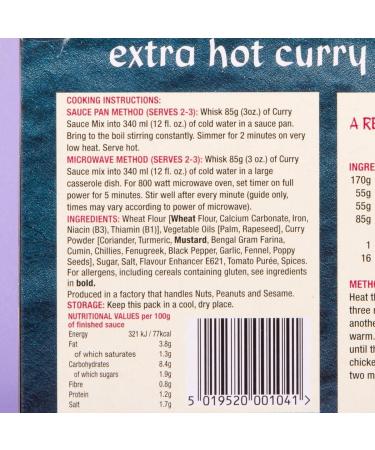 extra hot curry
COOKING INSTRUCTIONS:
SAUCE PAN METHOD (SERVES 2-3): Whisk 85g (3oz.) of Curry
Sauce Mix into 340 ml (12 fl. oz.) of cold water in a sauce pan.
Bring to the boil stirring constantly. Simmer for 2 minutes on very
low heat. Serve hot.
MICROWAVE METHOD (SERVES 2-3): Whisk 85g (3 oz.) of Curry
Sauce Mix into 340 ml (12 fl. oz.) of cold water in a large
casserole dish. For 800 watt microwave oven, set timer on full
power for 5 minutes. Stir well after every minute (guide only,
times may vary according to power of microwave).
INGREDIENTS: Wheat Flour [Wheat Flour, Calcium Carbonate, Iron,
Niacin (B3), Thiamin (B1)], Vegetable Oils [Palm, Rapeseed], Curry
Powder [Coriander, Turmeric, Mustard, Bengal Gram Farina,
Cumin, Chillies, Fenugreek, Black Pepper, Garlic, Fennel, Poppy
Seeds], Sugar, Salt, Flavour Enhancer E621, Tomato Purée, Spices.
For allergens, including cereals containing gluten, see ingredients
in bold.
Produced in a factory that handles Nuts, Peanuts and Sesame.
STORAGE: Keep this pack in a cool, dry place.
NUTRITIONAL VALUES per 100g
of finished sauce
Energy 321 kJ / 77kcal
Fat 3.8g
of which saturates 1.3g
Carbohydrates 8.4g
of which sugars 1.9g
Fibre 0.8g
Protein 1.2g
Salt 1.7g
5 019520 001041 >
A RE
INGRE
170g
55g
55g
85g
1
16
METHO
Heat th
three m
another
warm.
until th
chicke
two m